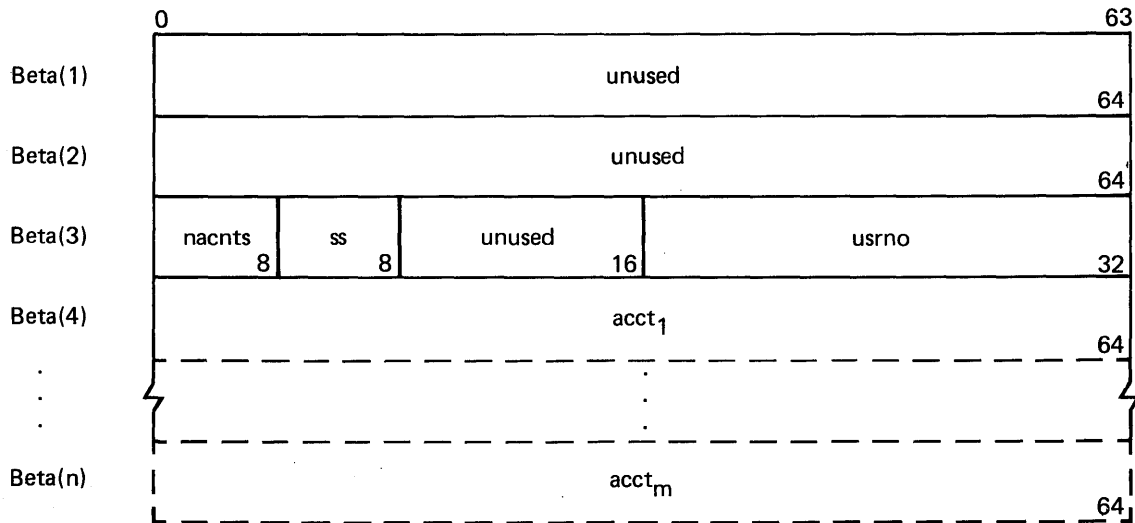 0 63
Beta(1) unused 64
Beta(2) unused 64
Beta(3) nacnts 8 ss 8 unused 16 usrno 32
Beta(4) acct1 64
Beta(n) acctm 64